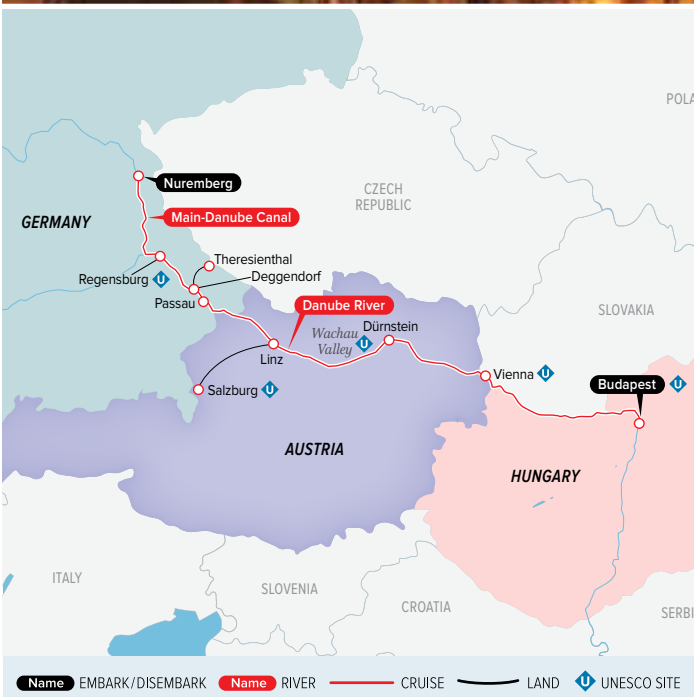 POLA
Nuremberg
CZECH
REPUBLIC
Main-Danube Canal
GERMANY
Theresienthal
Regensburg U
Deggendorf
Passau
Danube River
SLOVAKIA
Wachau
Valley U
Dürnstein
Linz
Vienna U
Budapest U
Salzburg U
AUSTRIA
HUNGARY
ITALY
SLOVENIA
CROATIA
SERBI
Name EMBARK/DISEMBARK Name RIVER CRUISE LAND U UNESCO SITE